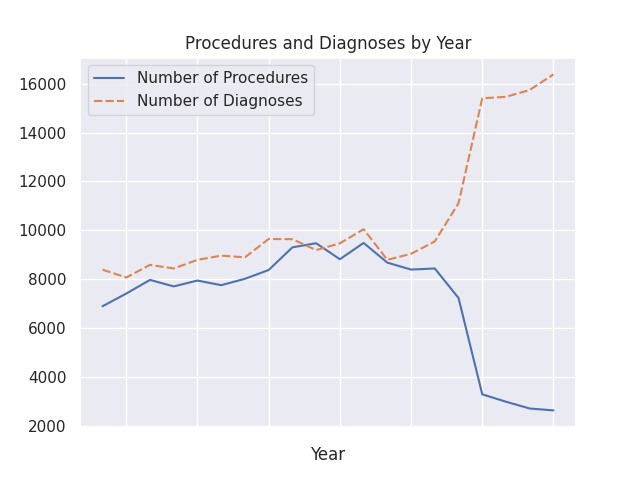 Procedures and Diagnoses by Year
Number of Procedures
Number of Diagnoses
16000
14000
12000
10000
8000
6000
4000
2000
Year